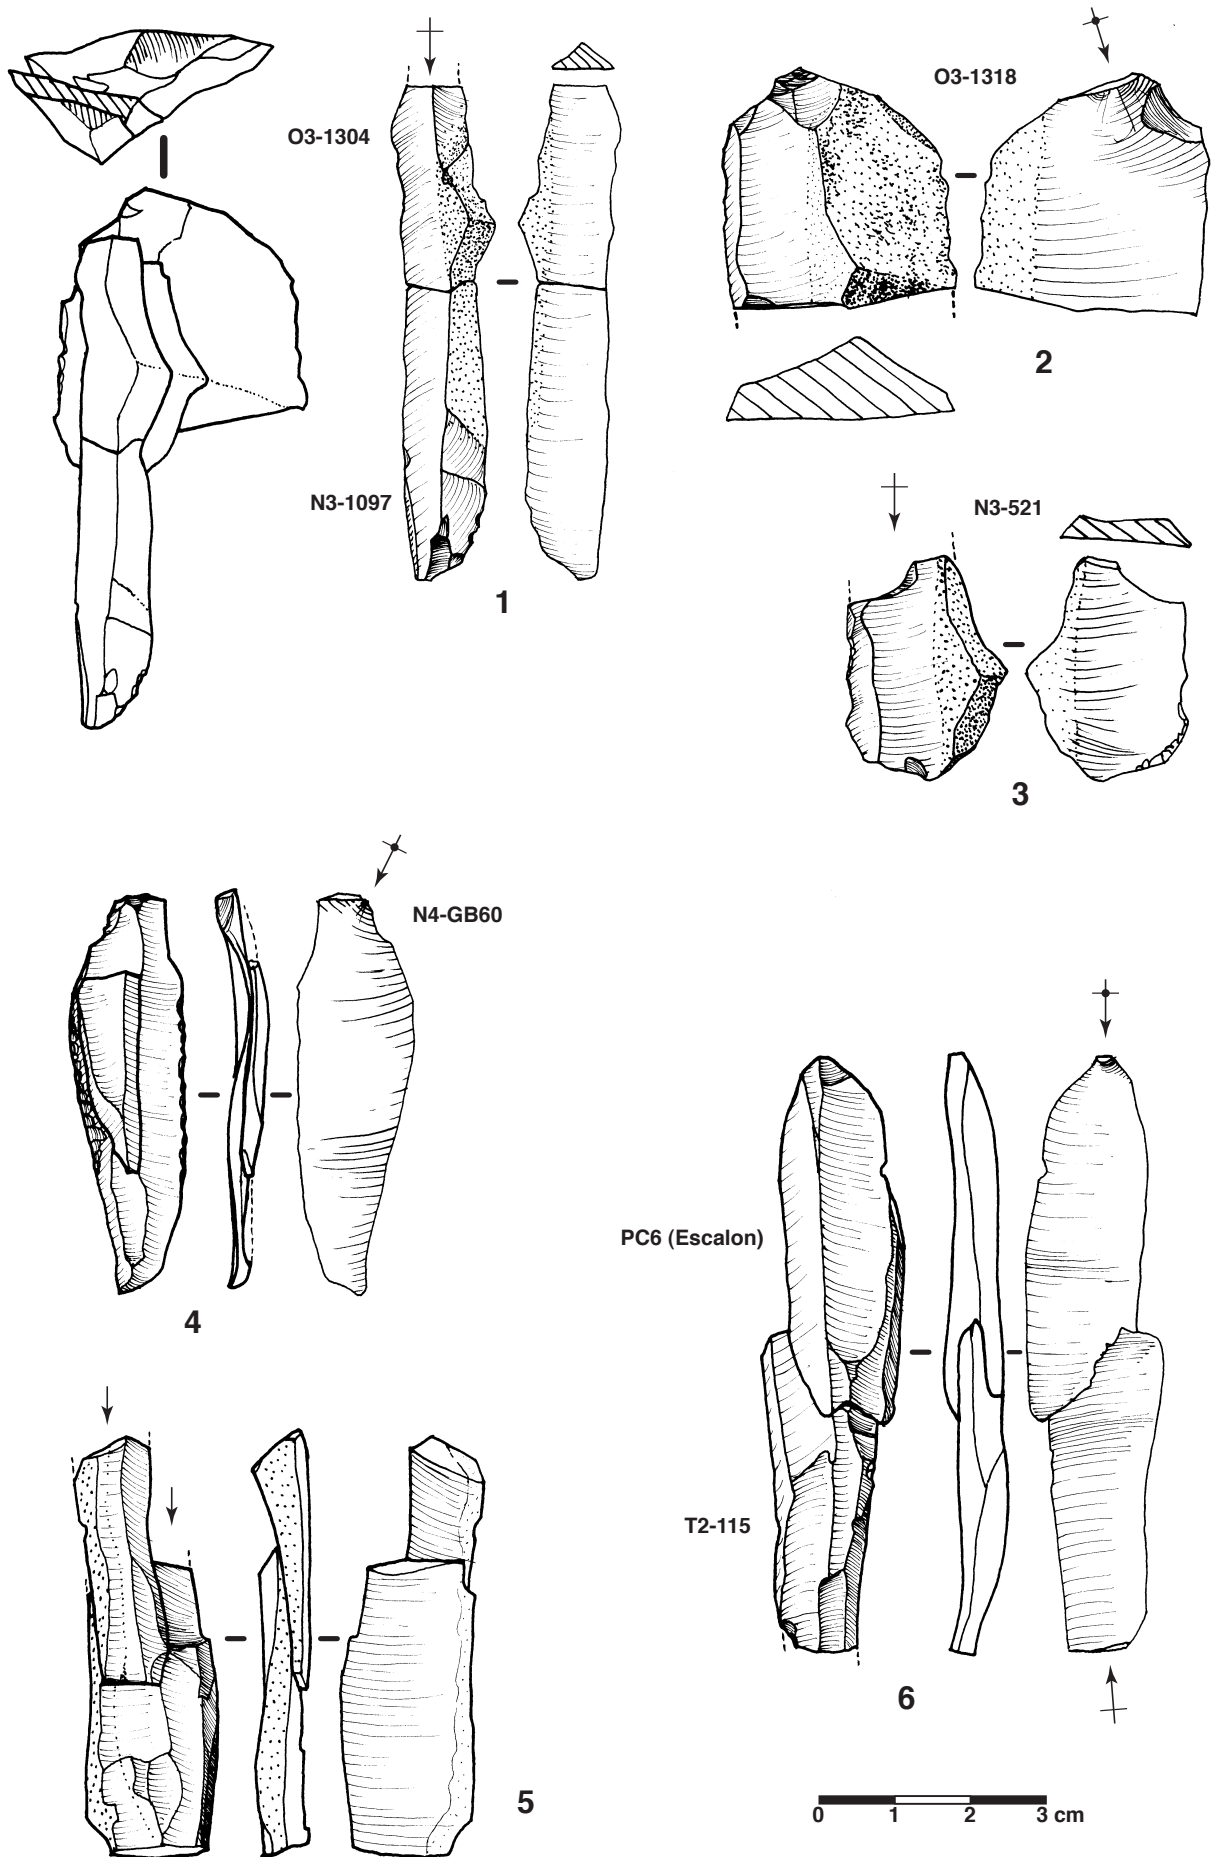 O3-1304
O3-1318
2
N3-1097
1
N3-521
3
N4-GB60
4
PC6 (Escalon)
T2-115
6
5
0 1 2 3 cm